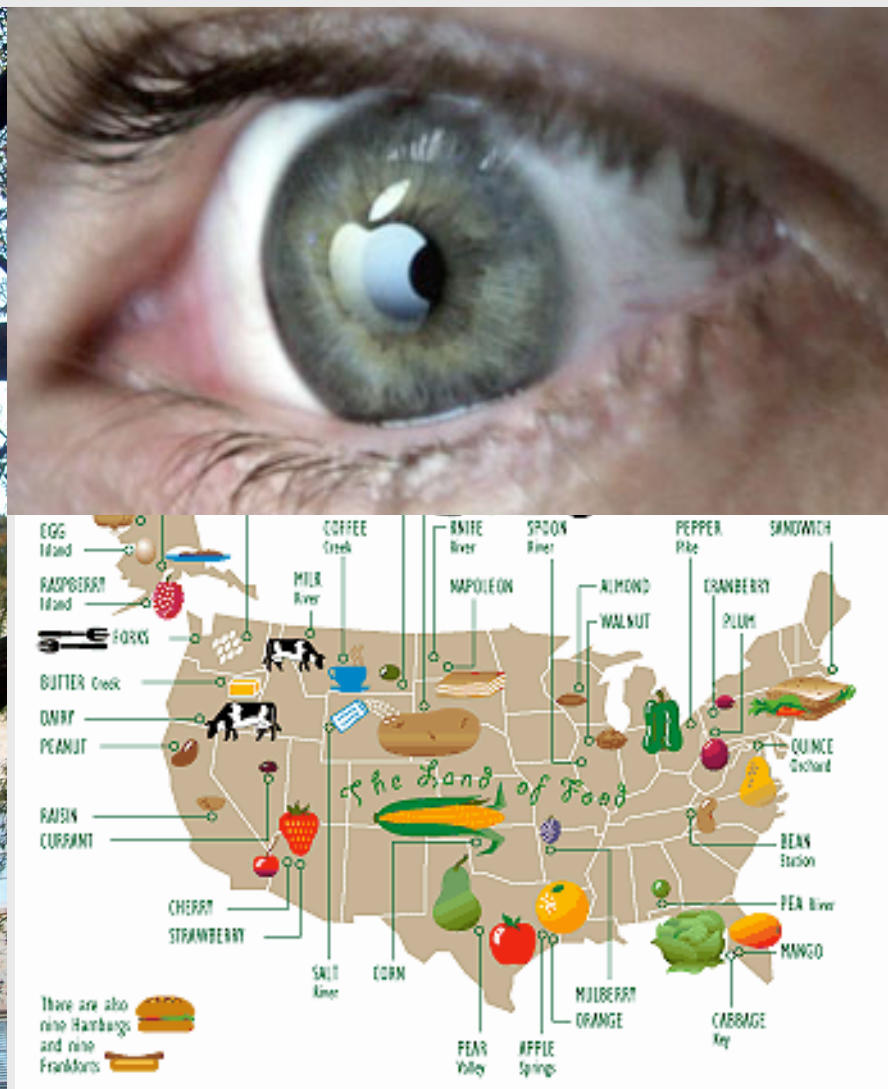 EGG
Island
RASPBERRY
Island
FORKS
BUTTER Creek
DAIRY
PEANUT
RAISIN
CURRANT
CHERRY
STRAWBERRY
COFFEE
Creek
MILK
River
KNIFE
River
NAPOLEON
SPOON
River
ALMOND
WALNUT
PEPPER
Pike
CRANBERRY
PLUM
SANDWICH
QUINCE
Orchard
The Land of Food
BEAN
Station
PEA River
MANGO
CABBAGE
Key
SALT
River
CORN
MULBERRY
ORANGE
PEAR
Valley
APPLE
Springs
There are also
nine Hamburgs
and nine
Frankforts